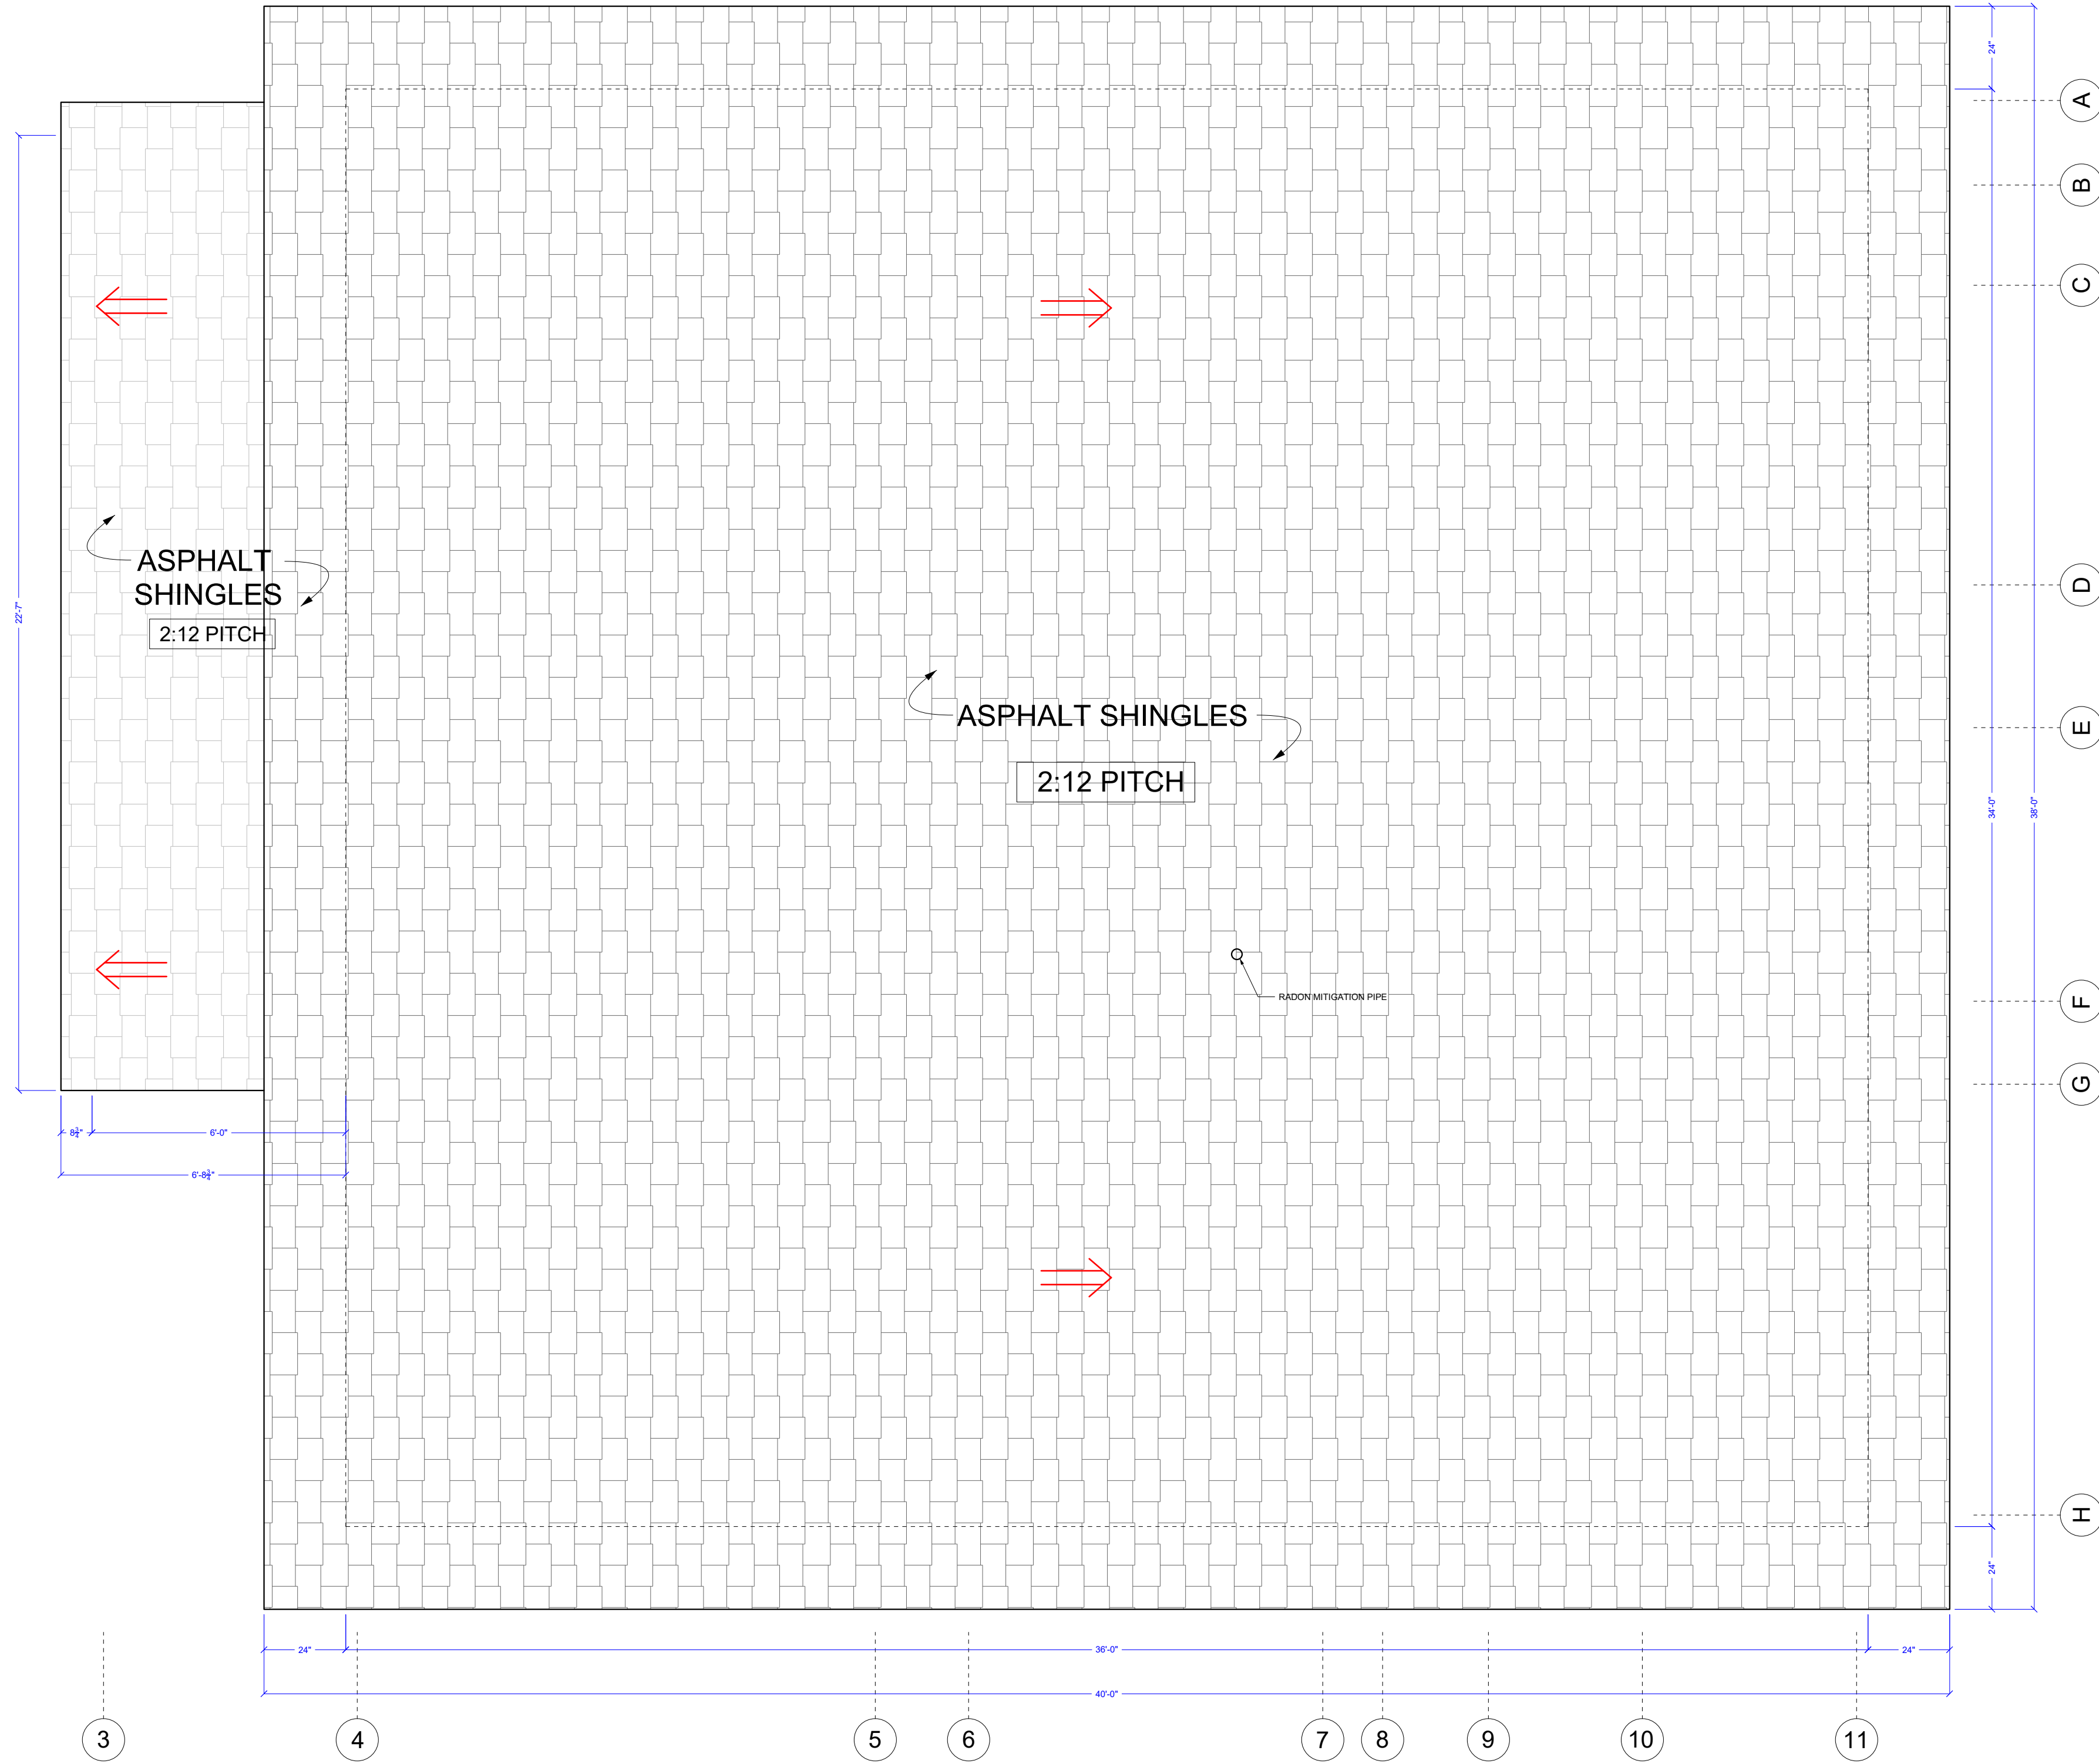 24"
A
B
C
22'-7"
ASPHALT
SHINGLES
2:12 PITCH
D
ASPHALT SHINGLES
2:12 PITCH
E
34'-0"
38'-0"
RADON MITIGATION PIPE
F
G
8¾"
6'-0"
6'-8¾"
H
24"
24"
36'-0"
24"
40'-0"
3
4
5
6
7
8
9
10
11